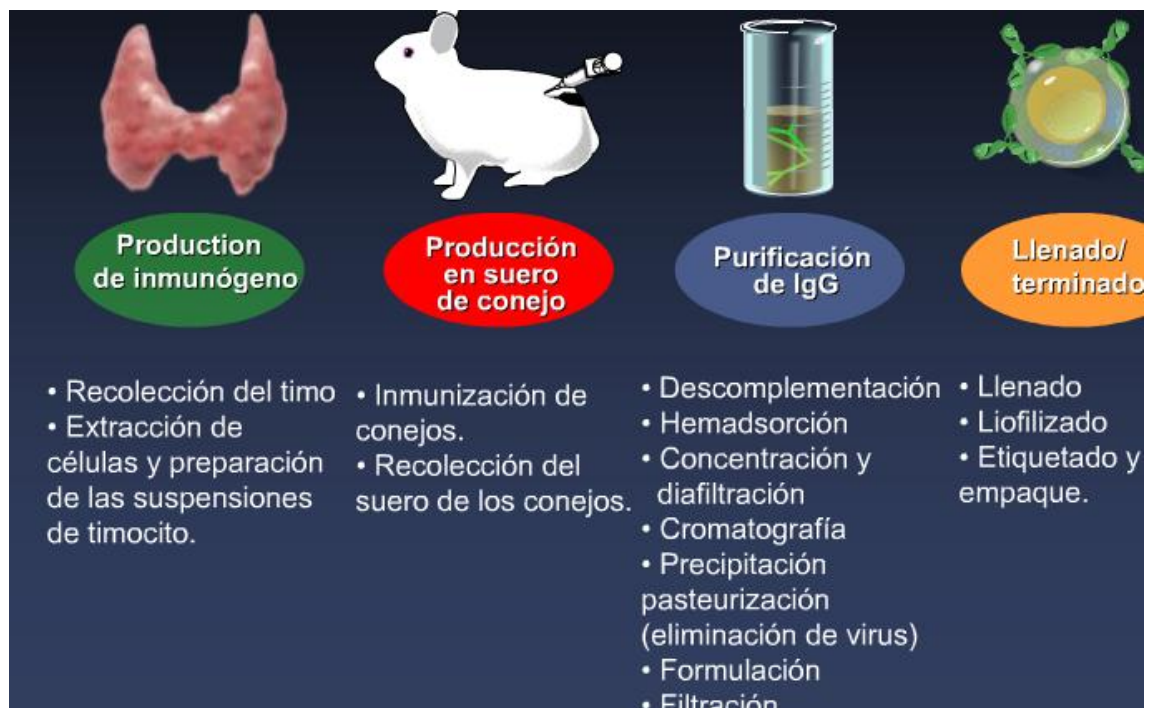 Production
de inmunógeno
Producción
en suero
de conejo
Purificación
de IgG
Llenado/
terminado
• Recolección del timo
• Extracción de
células y preparación
de las suspensiones
de timocito.
• Inmunización de
conejos.
• Recolección del
suero de los conejos.
• Descomplementación
• Hemadsorción
• Concentración y
diafiltración
• Cromatografía
• Precipitación
pasteurización
(eliminación de virus)
• Formulación
• Filtración
• Llenado
• Liofilizado
• Etiquetado y
empaque.